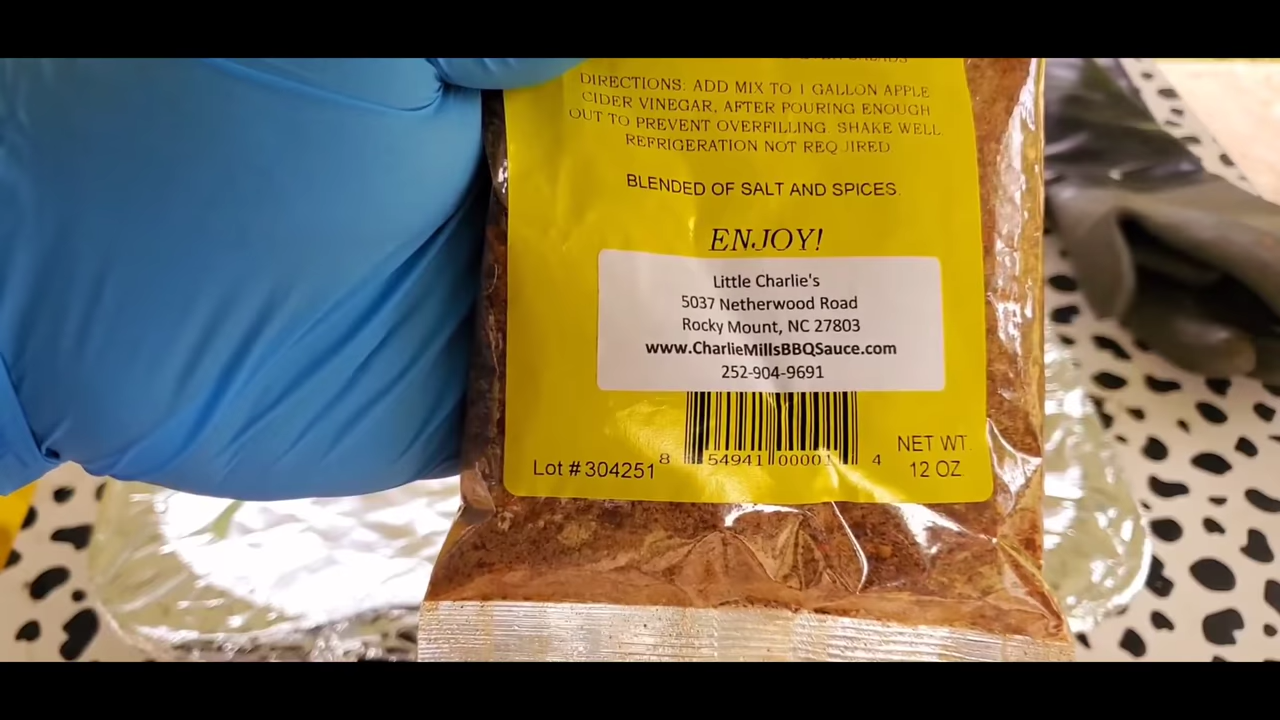 DIRECTIONS: ADD MIX TO 1 GALLON APPLE
CIDER VINEGAR, AFTER POURING ENOUGH
OUT TO PREVENT OVERFILLING. SHAKE WELL.
REFRIGERATION NOT REQUIRED.
BLENDED OF SALT AND SPICES.
ENJOY!
Little Charlie's
5037 Netherwood Road
Rocky Mount, NC 27803
www.CharlieMillsBBQSauce.com
252-904-9691
Lot # 304251
8 54941 00001 4
NET WT.
12 OZ